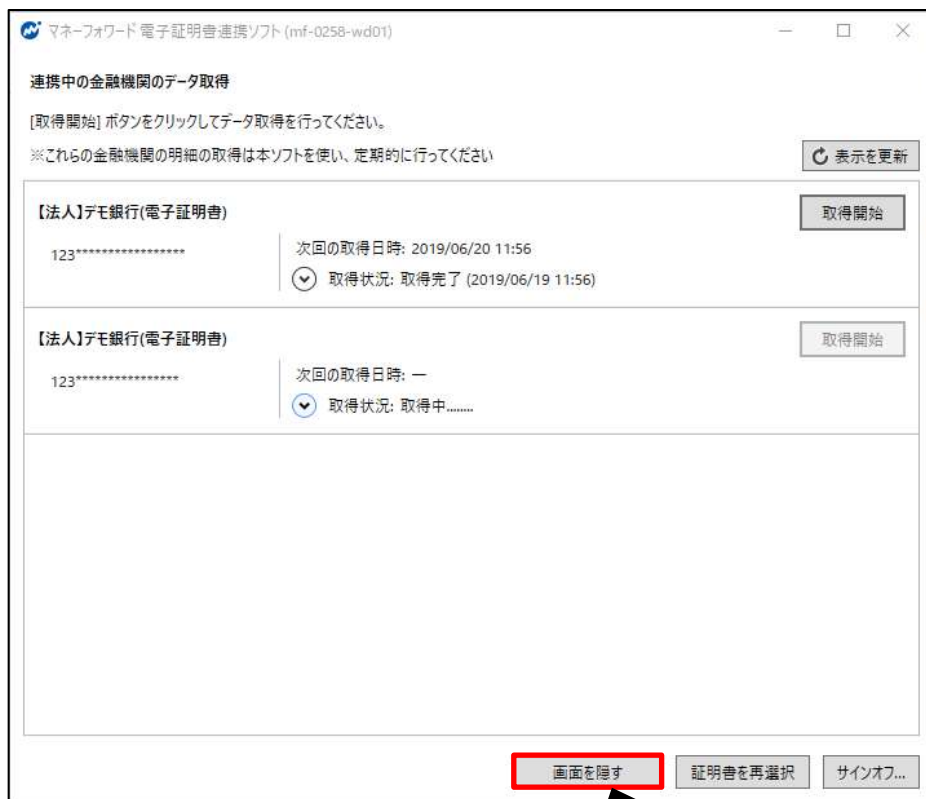 マネーフォワード 電子証明書連携ソフト (mf-0258-wd01)
連携中の金融機関のデータ取得
[取得開始] ボタンをクリックしてデータ取得を行ってください。
※これらの金融機関の明細の取得は本ソフトを使い、定期的に行ってください
表示を更新
【法人】デモ銀行(電子証明書)
取得開始
123*****************
次回の取得日時: 2019/06/20 11:56
取得状況: 取得完了 (2019/06/19 11:56)
【法人】デモ銀行(電子証明書)
取得開始
123****************
次回の取得日時: ー
取得状況: 取得中........
画面を隠す
証明書を再選択
サインオフ...